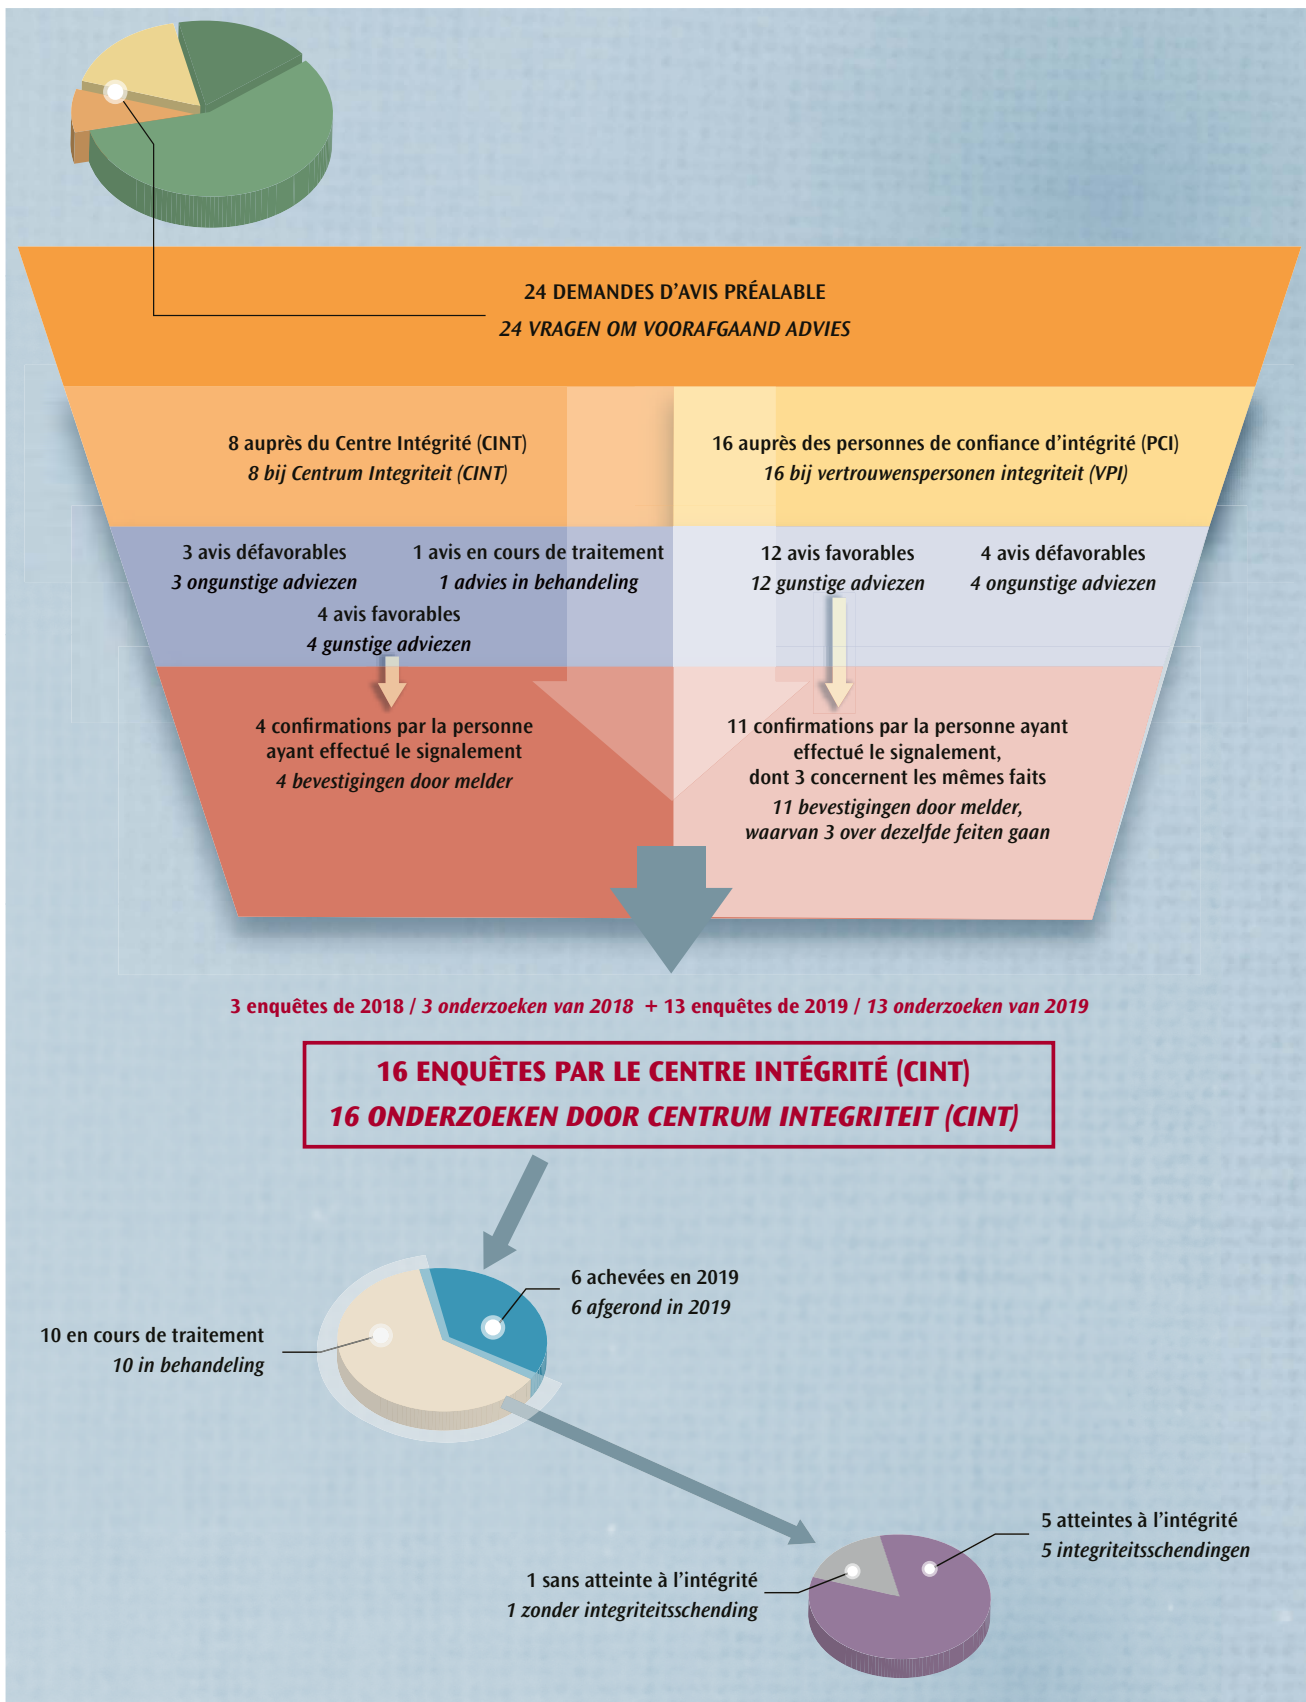 24 DEMANDES D'AVIS PRÉALABLE
24 VRAGEN OM VOORAFGAAND ADVIES
8 auprès du Centre Intégrité (CINT)
8 bij Centrum Integriteit (CINT)
16 auprès des personnes de confiance d'intégrité (PCI)
16 bij vertrouwenspersonen integriteit (VPI)
3 avis défavorables
3 ongunstige adviezen
1 avis en cours de traitement
1 advies in behandeling
4 avis favorables
4 gunstige adviezen
12 avis favorables
12 gunstige adviezen
4 avis défavorables
4 ongunstige adviezen
4 confirmations par la personne
ayant effectué le signalement
4 bevestigingen door melder
11 confirmations par la personne ayant
effectué le signalement,
dont 3 concernent les mêmes faits
11 bevestigingen door melder,
waarvan 3 over dezelfde feiten gaan
3 enquêtes de 2018 / 3 onderzoeken van 2018 + 13 enquêtes de 2019 / 13 onderzoeken van 2019
16 ENQUÊTES PAR LE CENTRE INTÉGRITÉ (CINT)
16 ONDERZOEKEN DOOR CENTRUM INTEGRITEIT (CINT)
6 achevées en 2019
6 afgerond in 2019
10 en cours de traitement
10 in behandeling
5 atteintes à l'intégrité
5 integriteitsschendingen
1 sans atteinte à l'intégrité
1 zonder integriteitsschending